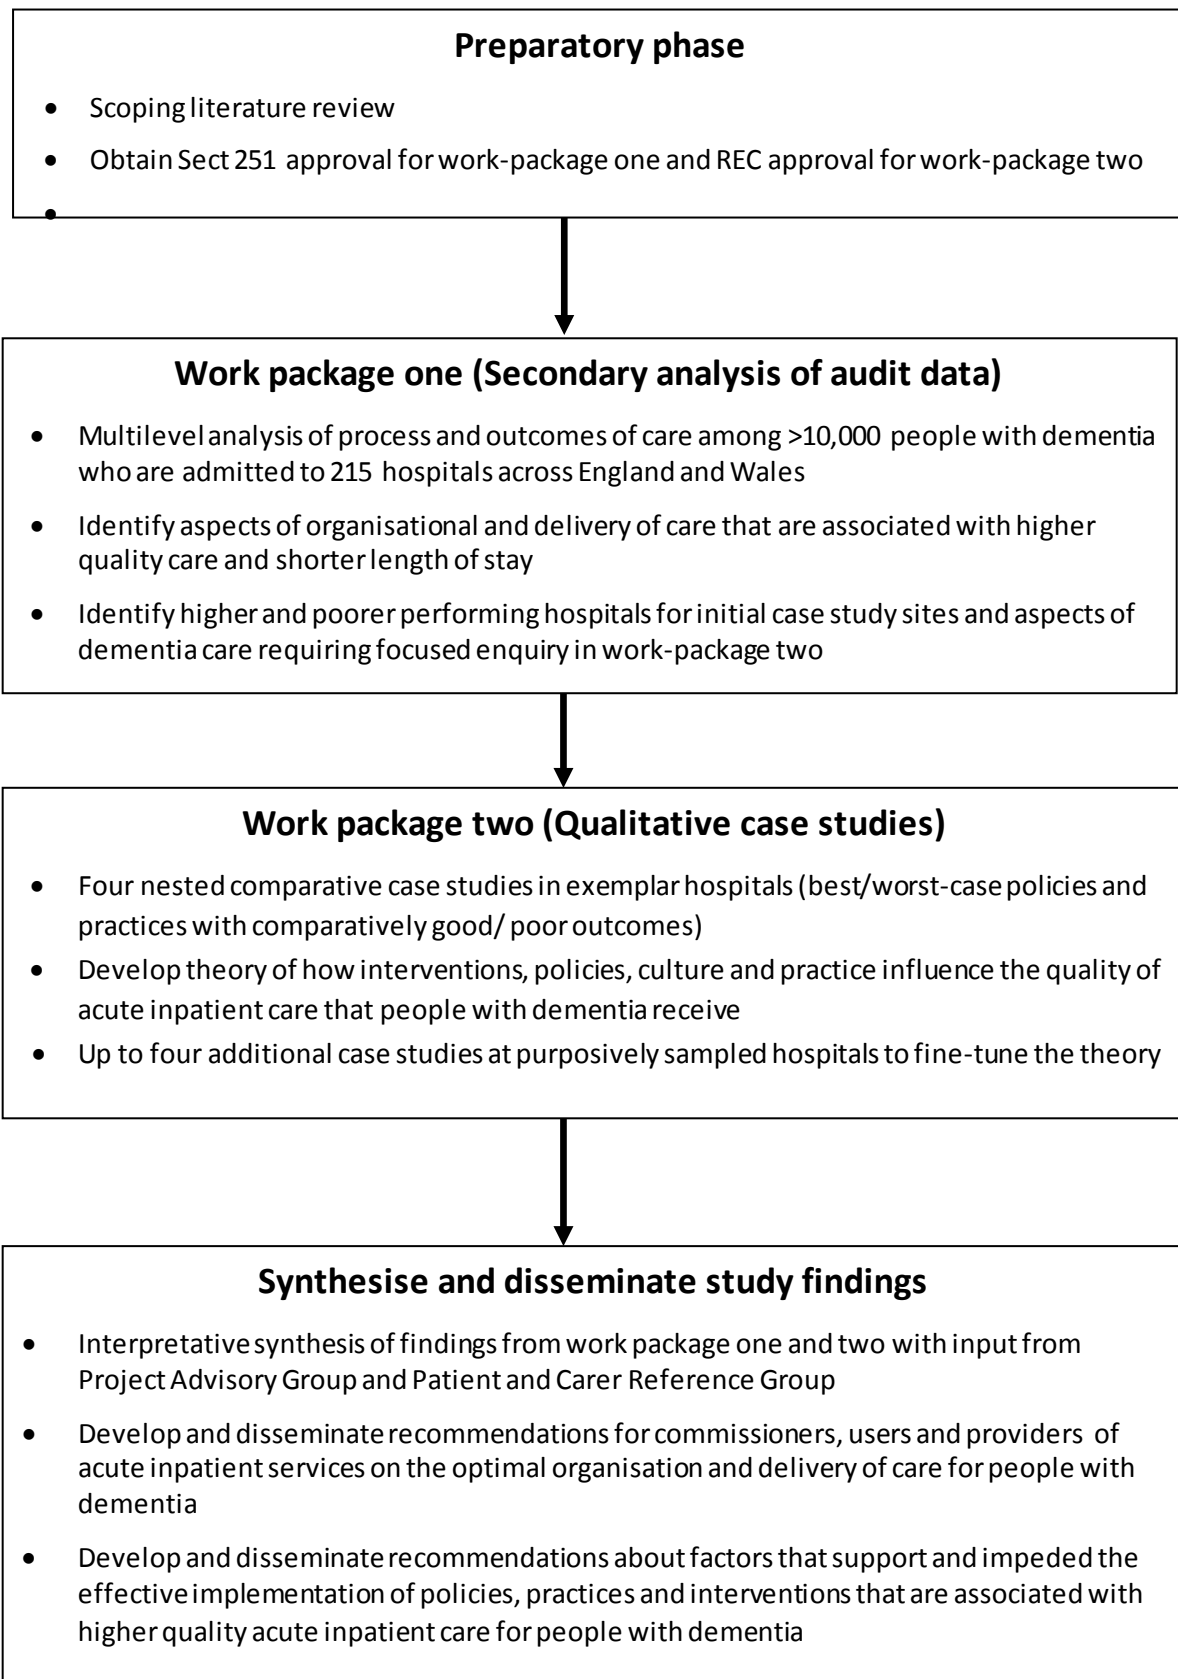 Preparatory phase
• Scoping literature review
• Obtain Sect 251 approval for work-package one and REC approval for work-package two
•
Work package one (Secondary analysis of audit data)
• Multilevel analysis of process and outcomes of care among >10,000 people with dementia
who are admitted to 215 hospitals across England and Wales
• Identify aspects of organisational and delivery of care that are associated with higher
quality care and shorter length of stay
• Identify higher and poorer performing hospitals for initial case study sites and aspects of
dementia care requiring focused enquiry in work-package two
Work package two (Qualitative case studies)
• Four nested comparative case studies in exemplar hospitals (best/worst-case policies and
practices with comparatively good/ poor outcomes)
• Develop theory of how interventions, policies, culture and practice influence the quality of
acute inpatient care that people with dementia receive
• Up to four additional case studies at purposively sampled hospitals to fine-tune the theory
Synthesise and disseminate study findings
• Interpretative synthesis of findings from work package one and two with input from
Project Advisory Group and Patient and Carer Reference Group
• Develop and disseminate recommendations for commissioners, users and providers of
acute inpatient services on the optimal organisation and delivery of care for people with
dementia
• Develop and disseminate recommendations about factors that support and impeded the
effective implementation of policies, practices and interventions that are associated with
higher quality acute inpatient care for people with dementia